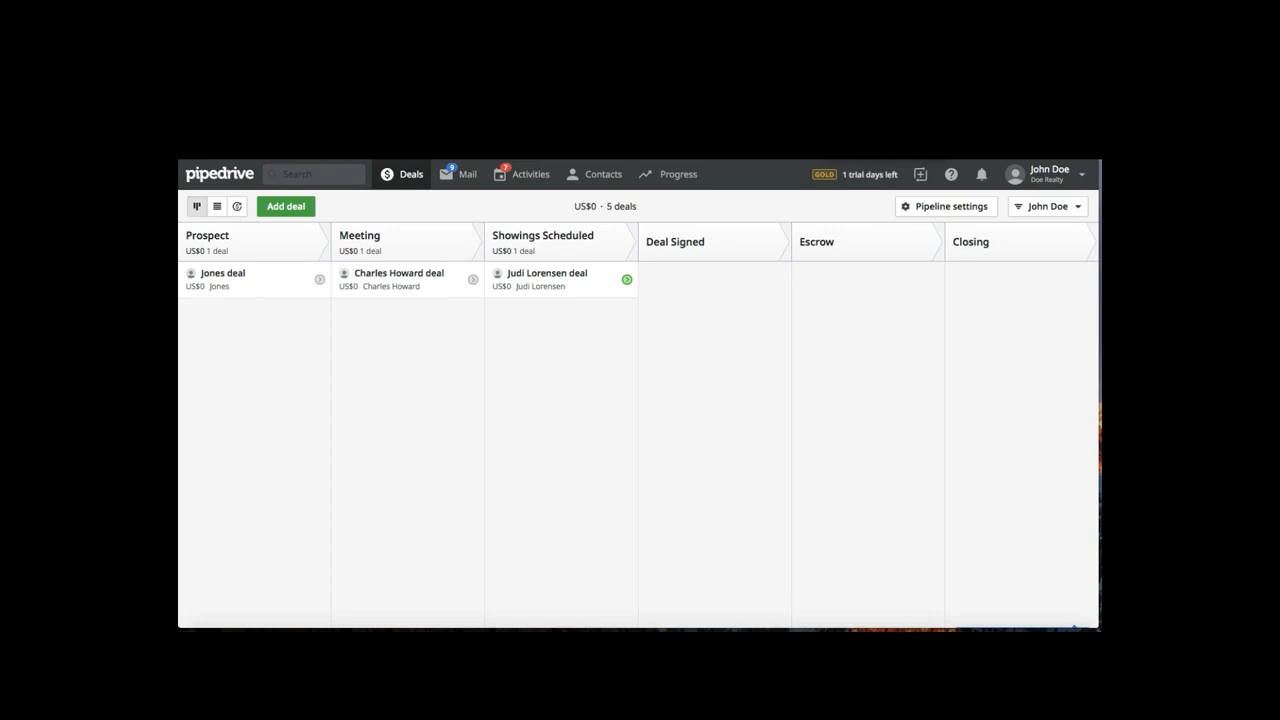 pipedrive Search Deals 9 Mail 7 Activities Contacts Progress GOLD 1 trial days left John Doe
Doe Realty
Add deal US$0 · 5 deals Pipeline settings John Doe
Prospect Meeting Showings Scheduled Deal Signed Escrow Closing
US$0 1 deal US$0 1 deal US$0 1 deal
Jones deal Charles Howard deal Judi Lorensen deal
US$0 Jones US$0 Charles Howard US$0 Judi Lorensen